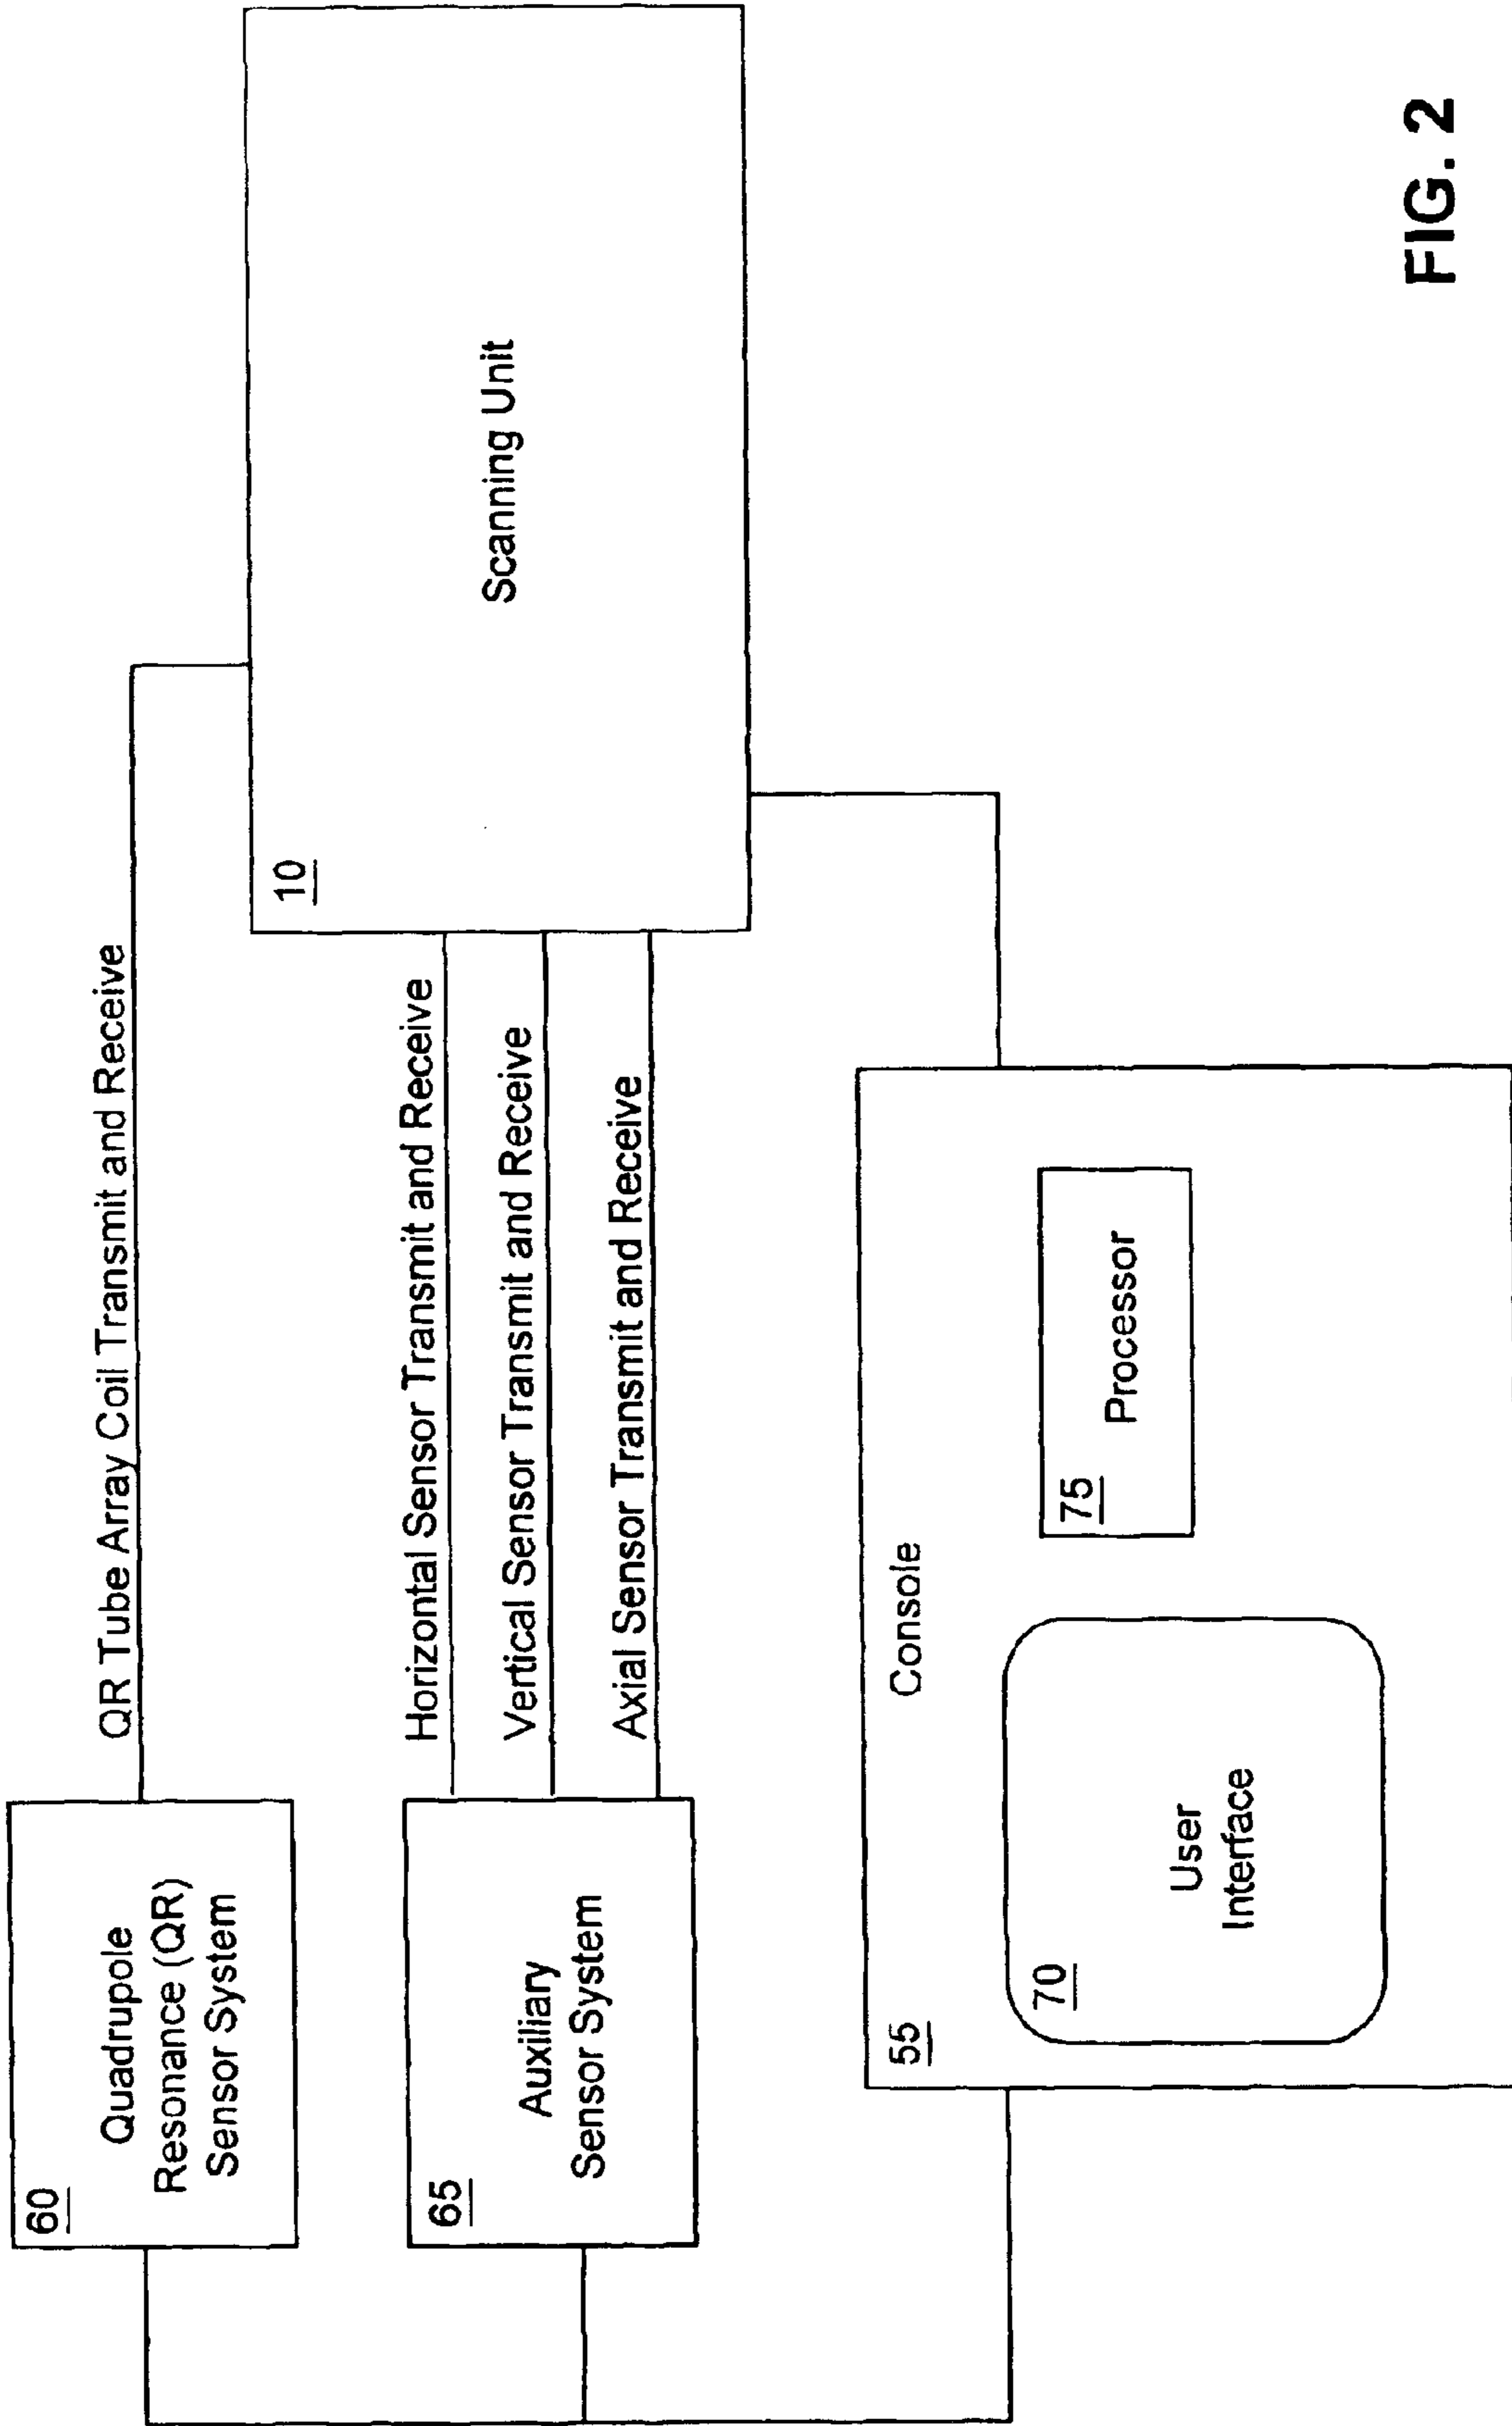 60
Quadrupole
Resonance (QR)
Sensor System
QR Tube Array Coil Transmit and Receive
65
Auxiliary
Sensor System
Horizontal Sensor Transmit and Receive
Vertical Sensor Transmit and Receive
Axial Sensor Transmit and Receive
10
Scanning Unit
55
Console
70
User
Interface
75
Processor
FIG. 2